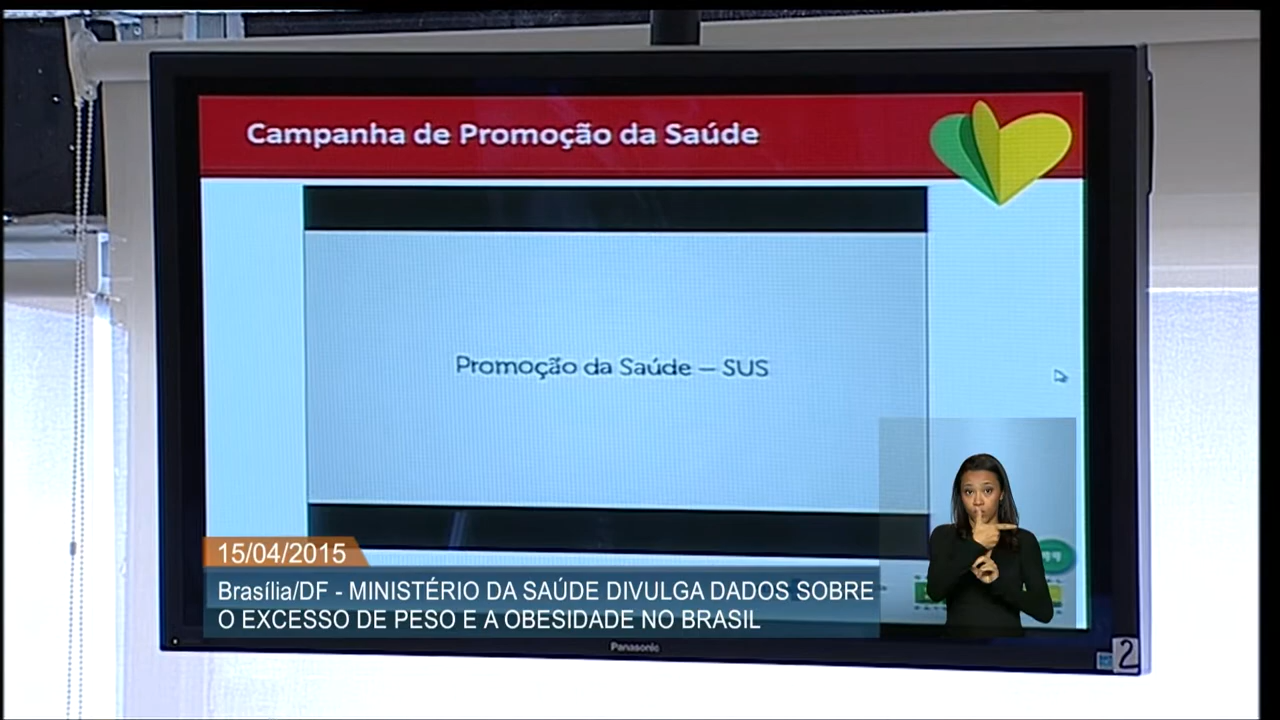 Campanha de Promoção da Saúde
Promoção da Saúde – SUS
15/04/2015
Brasília/DF - MINISTÉRIO DA SAÚDE DIVULGA DADOS SOBRE
O EXCESSO DE PESO E A OBESIDADE NO BRASIL
Panasonic
2